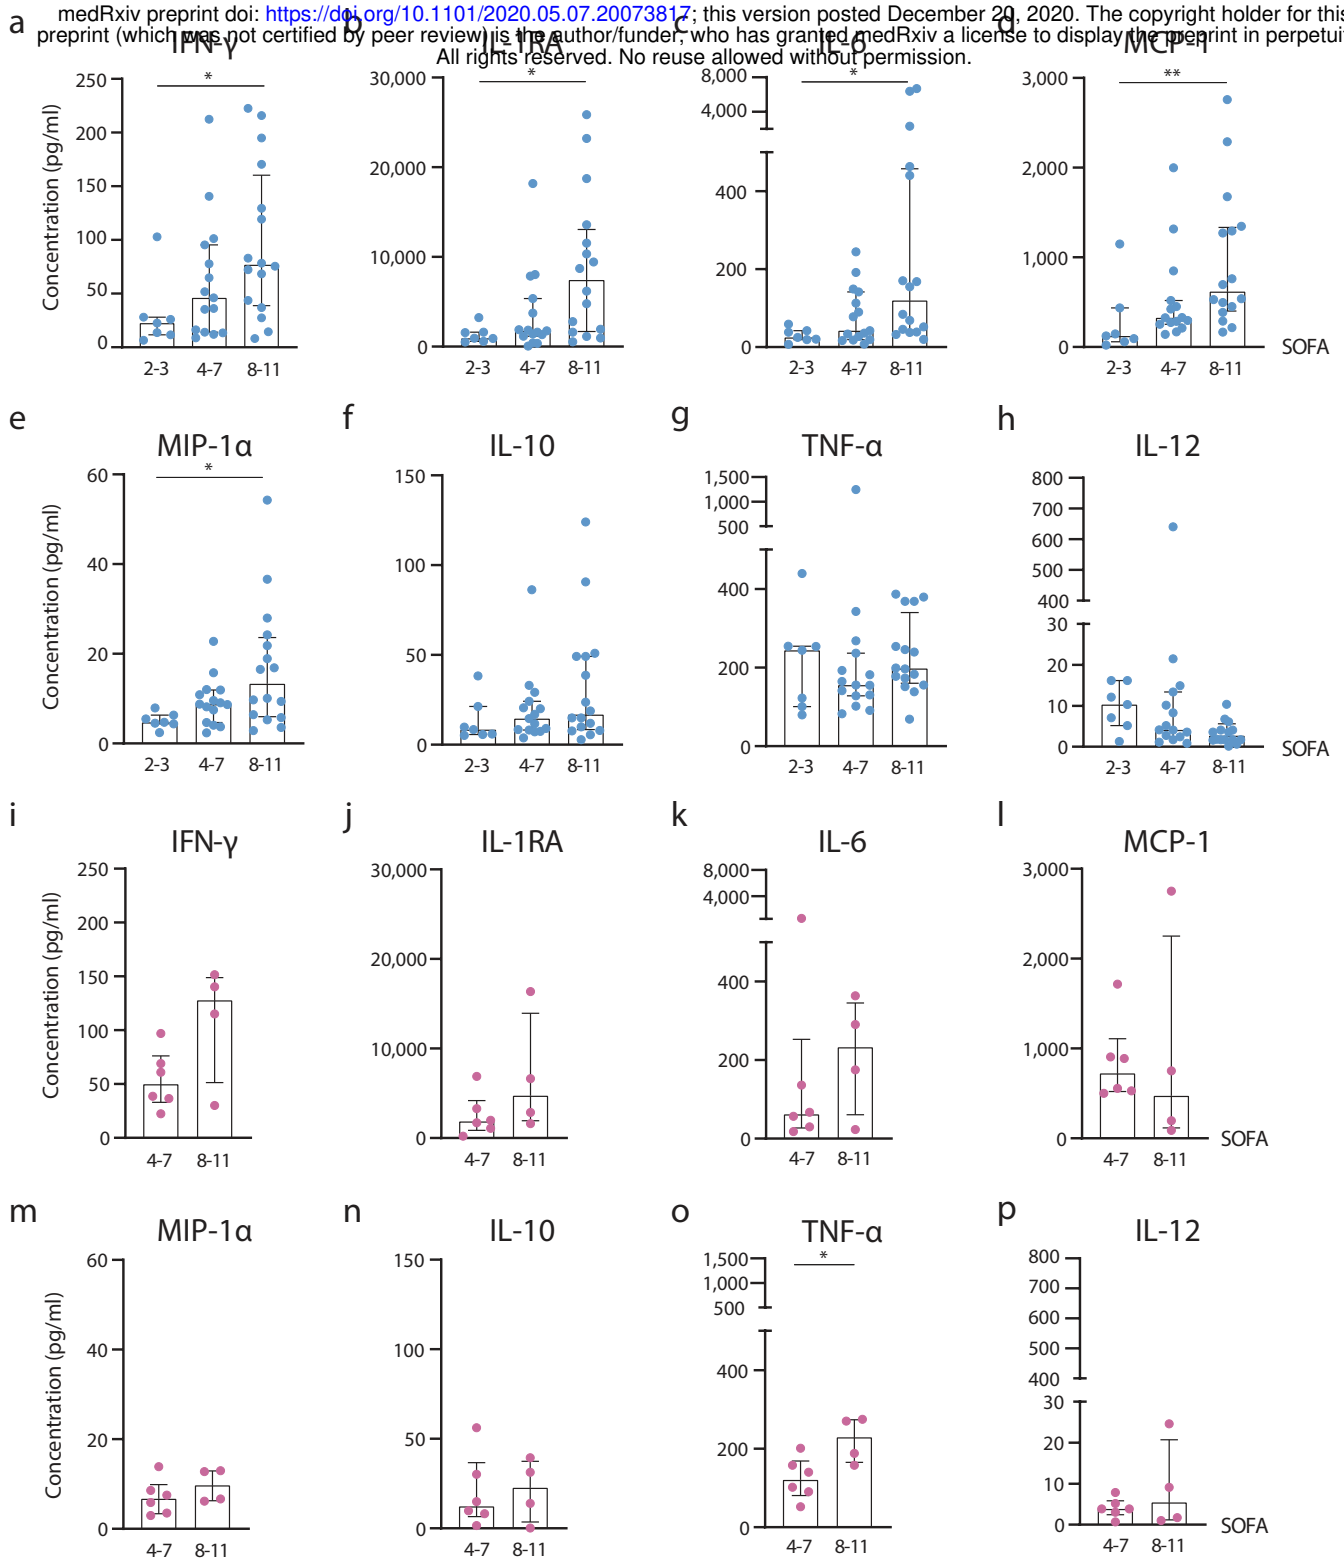 medRxiv preprint doi: https://doi.org/10.1101/2020.05.07.20073817; this version posted December 20, 2020. The copyright holder for this
preprint (which was not certified by peer review) is the author/funder, who has granted medRxiv a license to display the preprint in perpetui
All rights reserved. No reuse allowed without permission.
a b c d
IFN-γ IL-1RA IL-6 MCP-1
* * * **
Concentration (pg/ml)
250 200 150 100 50 0
30,000 20,000 10,000 0
8,000 4,000 400 200 0
3,000 2,000 1,000 0
2-3 4-7 8-11 2-3 4-7 8-11 2-3 4-7 8-11 2-3 4-7 8-11 SOFA
e f g h
MIP-1α IL-10 TNF-α IL-12
*
Concentration (pg/ml)
60 40 20 0
150 100 50 0
1,500 1,000 500 400 200 0
800 700 600 500 400 30 20 10 0
2-3 4-7 8-11 2-3 4-7 8-11 2-3 4-7 8-11 2-3 4-7 8-11 SOFA
i j k l
IFN-γ IL-1RA IL-6 MCP-1
Concentration (pg/ml)
250 200 150 100 50 0
30,000 20,000 10,000 0
8,000 4,000 400 200 0
3,000 2,000 1,000 0
4-7 8-11 4-7 8-11 4-7 8-11 4-7 8-11 SOFA
m n o p
MIP-1α IL-10 TNF-α IL-12
*
Concentration (pg/ml)
60 40 20 0
150 100 50 0
1,500 1,000 500 400 200 0
800 700 600 500 400 30 20 10 0
4-7 8-11 4-7 8-11 4-7 8-11 4-7 8-11 SOFA